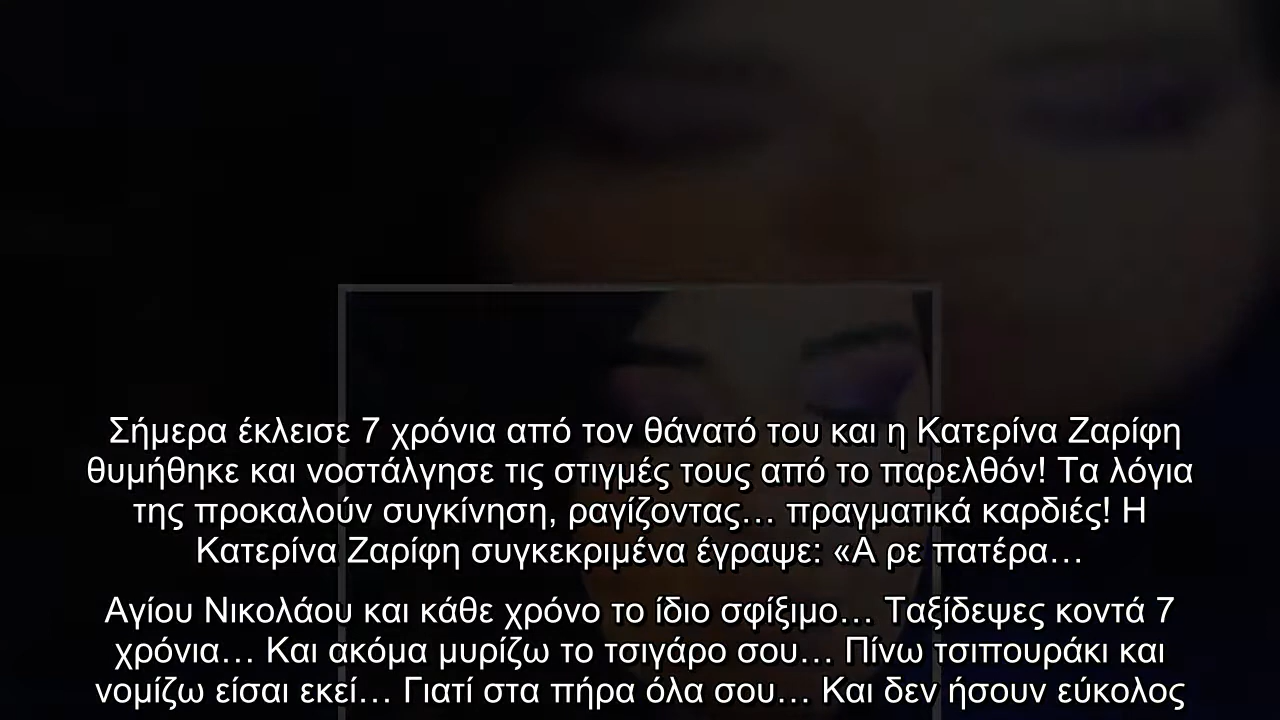 Σήμερα έκλεισε 7 χρόνια από τον θάνατό του και η Κατερίνα Ζαρίφη
θυμήθηκε και νοστάλγησε τις στιγμές τους από το παρελθόν! Τα λόγια
της προκαλούν συγκίνηση, ραγίζοντας… πραγματικά καρδιές! Η
Κατερίνα Ζαρίφη συγκεκριμένα έγραψε: «Α ρε πατέρα…
Αγίου Νικολάου και κάθε χρόνο το ίδιο σφίξιμο… Ταξίδεψες κοντά 7
χρόνια… Και ακόμα μυρίζω το τσιγάρο σου… Πίνω τσιπουράκι και
νομίζω είσαι εκεί… Γιατί στα πήρα όλα σου… Και δεν ήσουν εύκολος